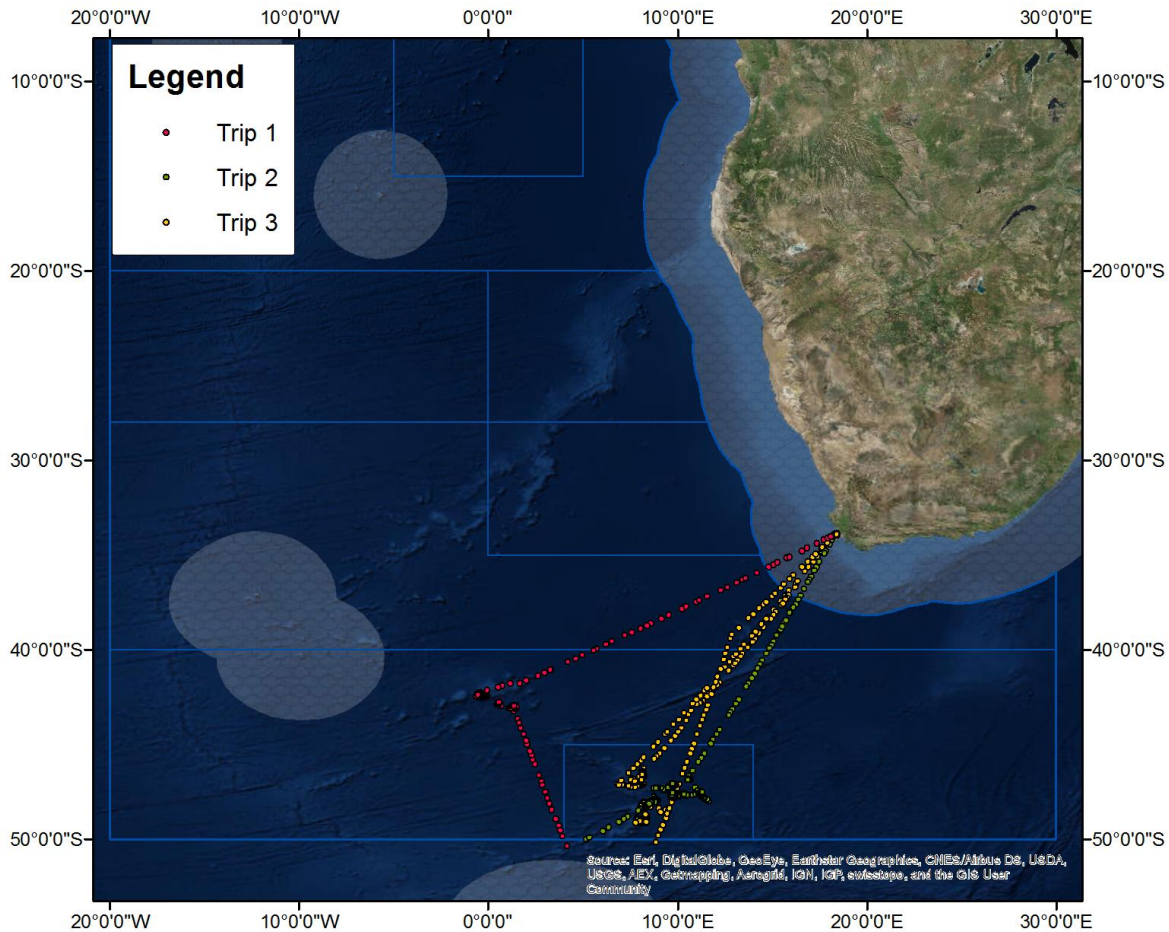 20°0'0"W 10°0'0"W 0°0'0" 10°0'0"E 20°0'0"E 30°0'0"E
Legend
Trip 1
Trip 2
Trip 3
10°0'0"S 10°0'0"S
20°0'0"S 20°0'0"S
30°0'0"S 30°0'0"S
40°0'0"S 40°0'0"S
50°0'0"S 50°0'0"S
Source: Esri, DigitalGlobe, GeoEye, Earthstar Geographics, CNES/Airbus DS, USDA,
USGS, AEX, Getmapping, Aerogrid, IGN, IGP, swisstopo, and the GIS User
Community
20°0'0"W 10°0'0"W 0°0'0" 10°0'0"E 20°0'0"E 30°0'0"E